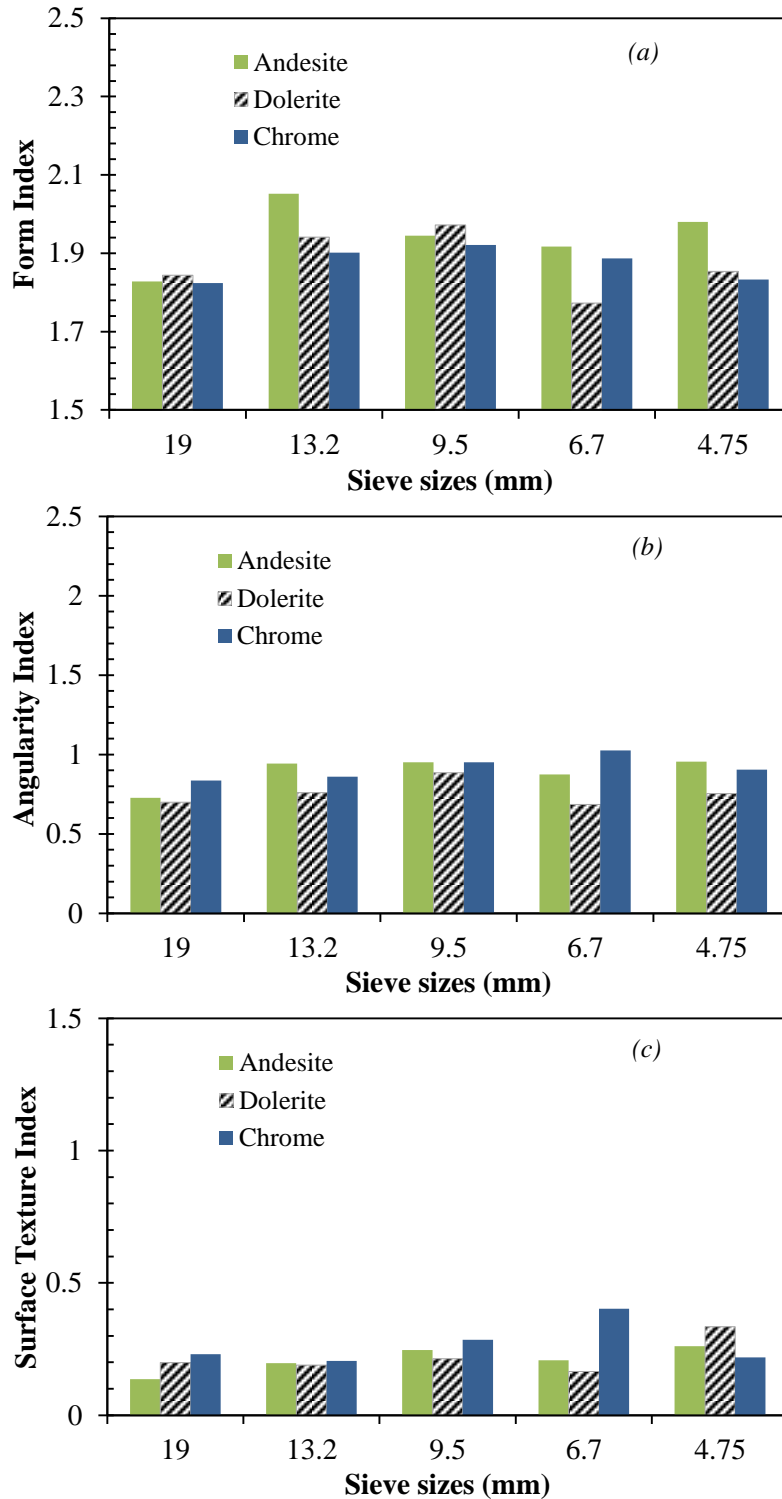 2.5
2.3
2.1
1.9
1.7
1.5
Form Index
(a)
Andesite
Dolerite
Chrome
19 13.2 9.5 6.7 4.75
Sieve sizes (mm)
2.5
2
1.5
1
0.5
0
Angularity Index
(b)
Andesite
Dolerite
Chrome
19 13.2 9.5 6.7 4.75
Sieve sizes (mm)
1.5
1
0.5
0
Surface Texture Index
(c)
Andesite
Dolerite
Chrome
19 13.2 9.5 6.7 4.75
Sieve sizes (mm)